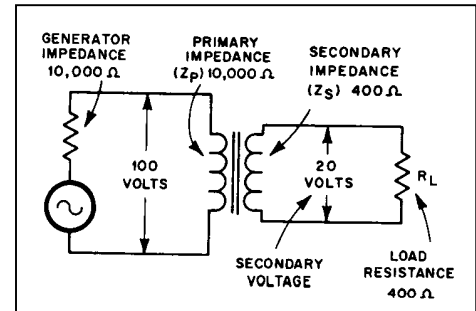 GENERATOR
IMPEDANCE
10,000 Ω
PRIMARY
IMPEDANCE
(Zp) 10,000 Ω
SECONDARY
IMPEDANCE
(ZS) 400 Ω
100
VOLTS
20
VOLTS
RL
SECONDARY
VOLTAGE
LOAD
RESISTANCE
400 Ω